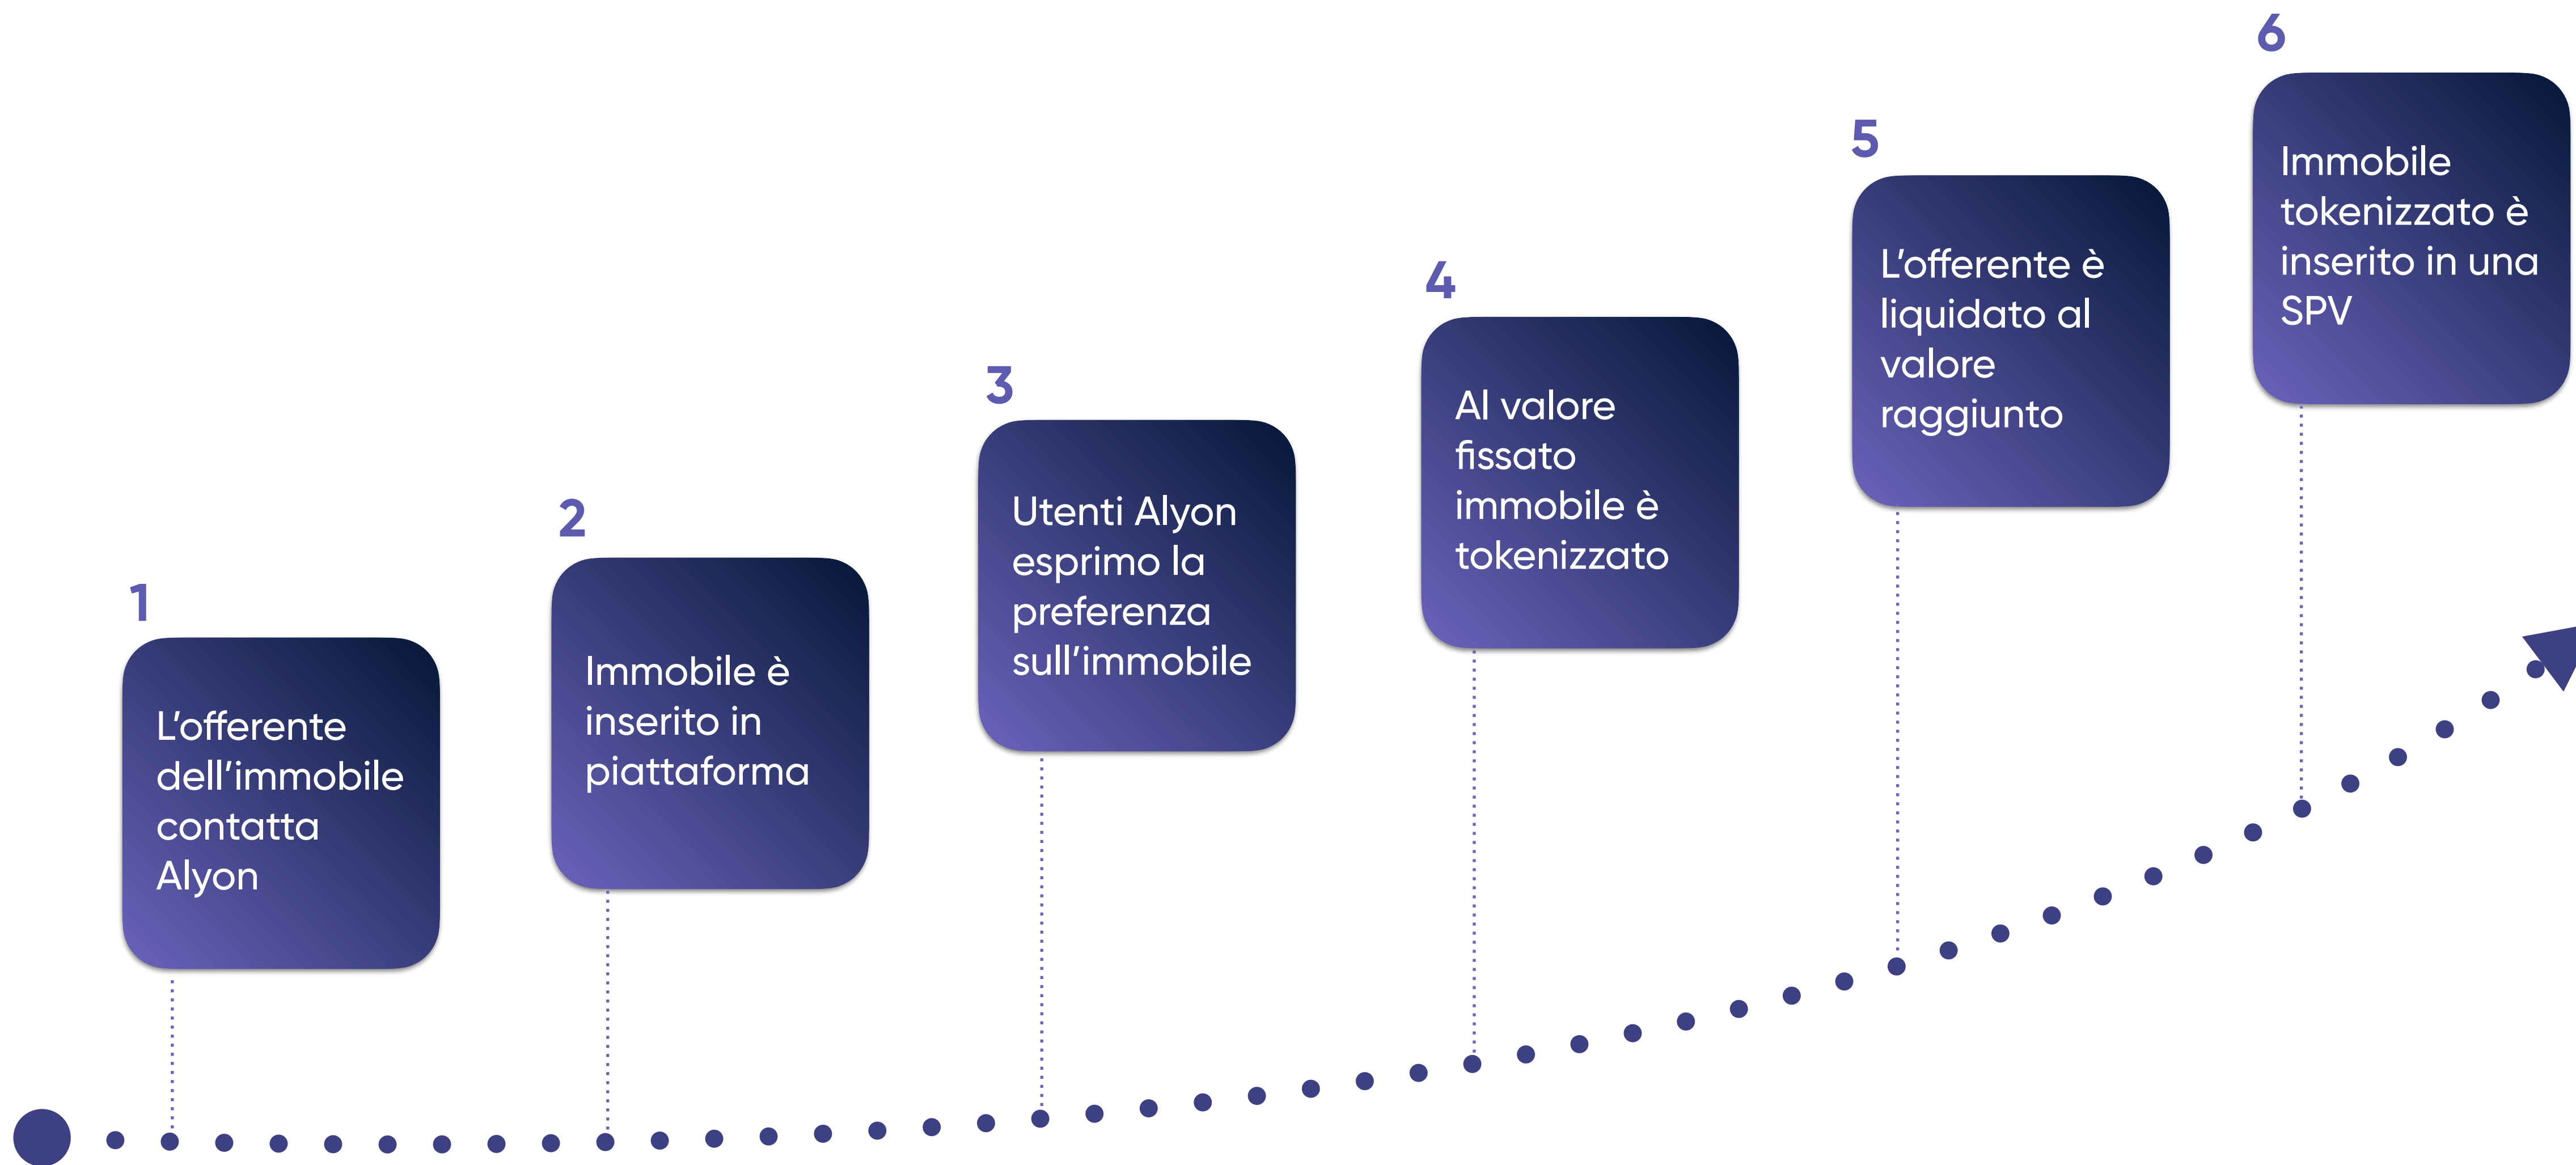 1
L'offerente
dell'immobile
contatta
Alyon
2
Immobile è
inserito in
piattaforma
3
Utenti Alyon
esprimo la
preferenza
sull'immobile
4
Al valore
fissato
immobile è
tokenizzato
5
L'offerente è
liquidato al
valore
raggiunto
6
Immobile
tokenizzato è
inserito in una
SPV